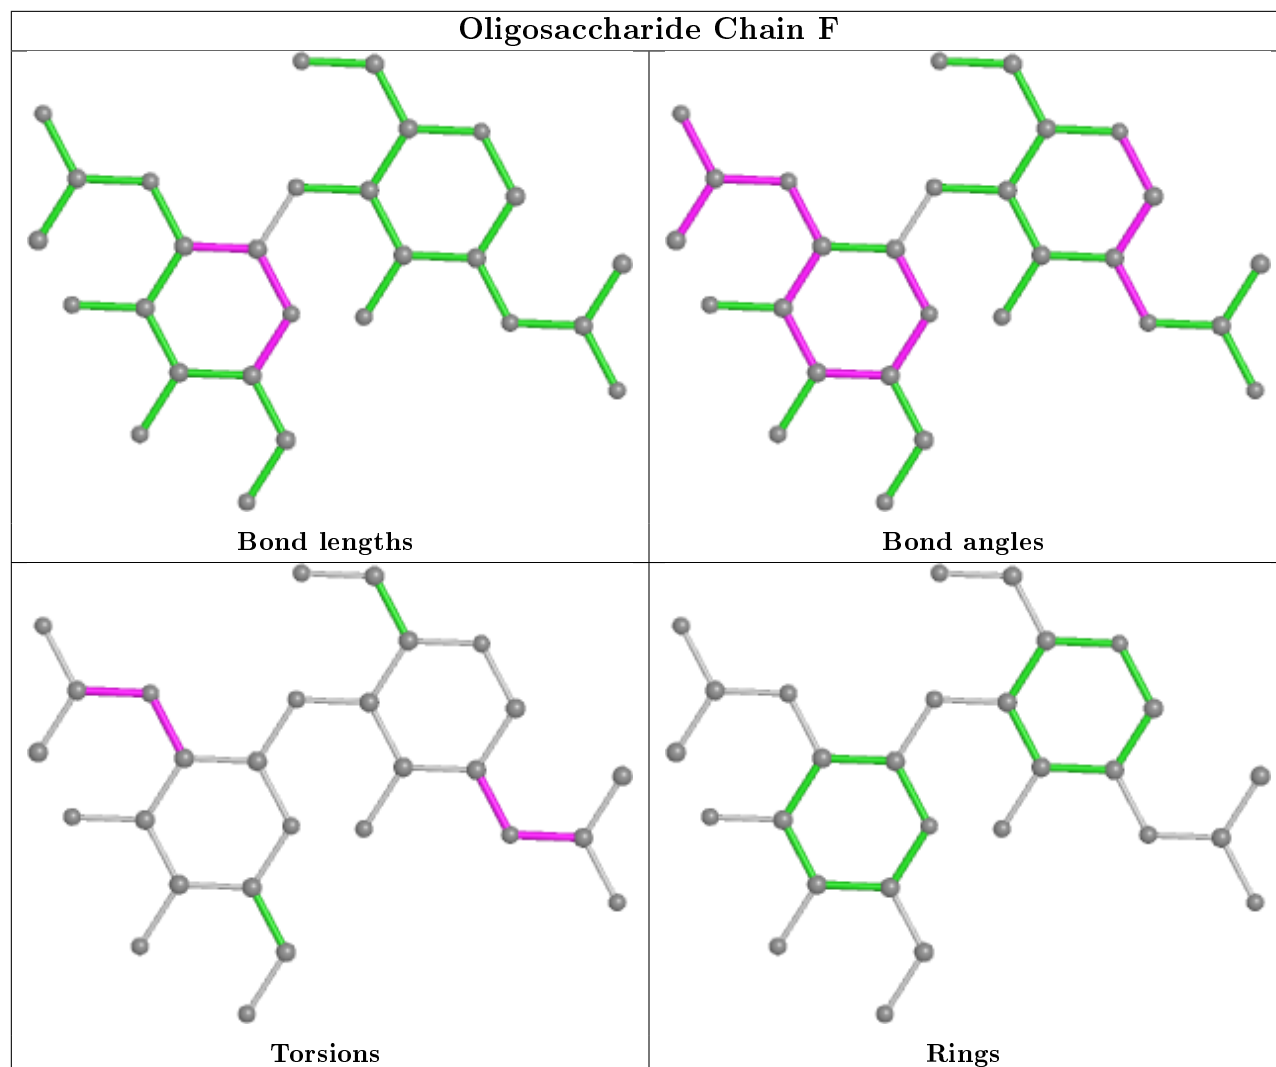 Oligosaccharide Chain F
Bond lengths
Bond angles
Torsions
Rings